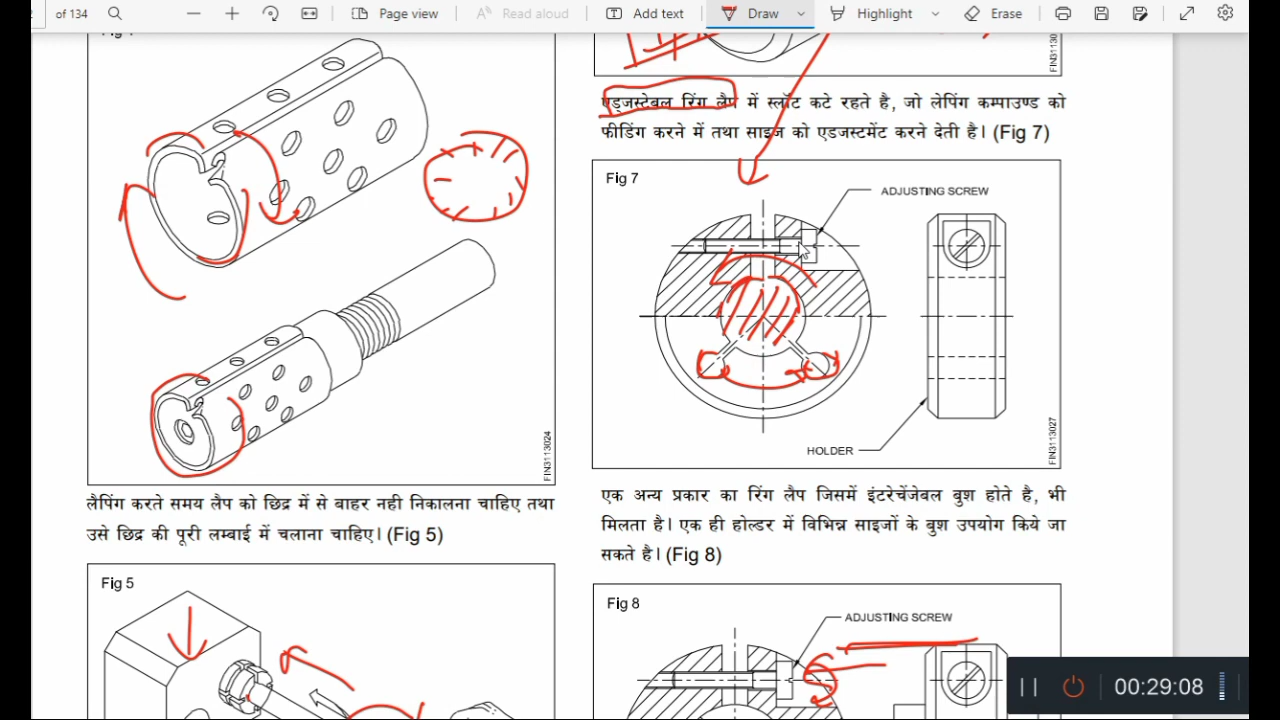 of 134
Page view
Read aloud
Add text
Draw
Highlight
Erase
FIN3113024
लैपिंग करते समय लैप को छिद्र में से बाहर नही निकालना चाहिए तथा
उसे छिद्र की पूरी लम्बाई में चलाना चाहिए। (Fig 5)
Fig 5
एडजस्टेबल रिंग लैप में स्लॉट कटे रहते है, जो लेपिंग कम्पाउण्ड को
फीडिंग करने में तथा साइज को एडजस्टमेंट करने देती है। (Fig 7)
Fig 7
ADJUSTING SCREW
HOLDER
FIN3113027
एक अन्य प्रकार का रिंग लैप जिसमें इंटरेचेंजेबल बुश होते है, भी
मिलता है। एक ही होल्डर में विभिन्न साइजों के बुश उपयोग किये जा
सकते है। (Fig 8)
Fig 8
ADJUSTING SCREW
00:29:08